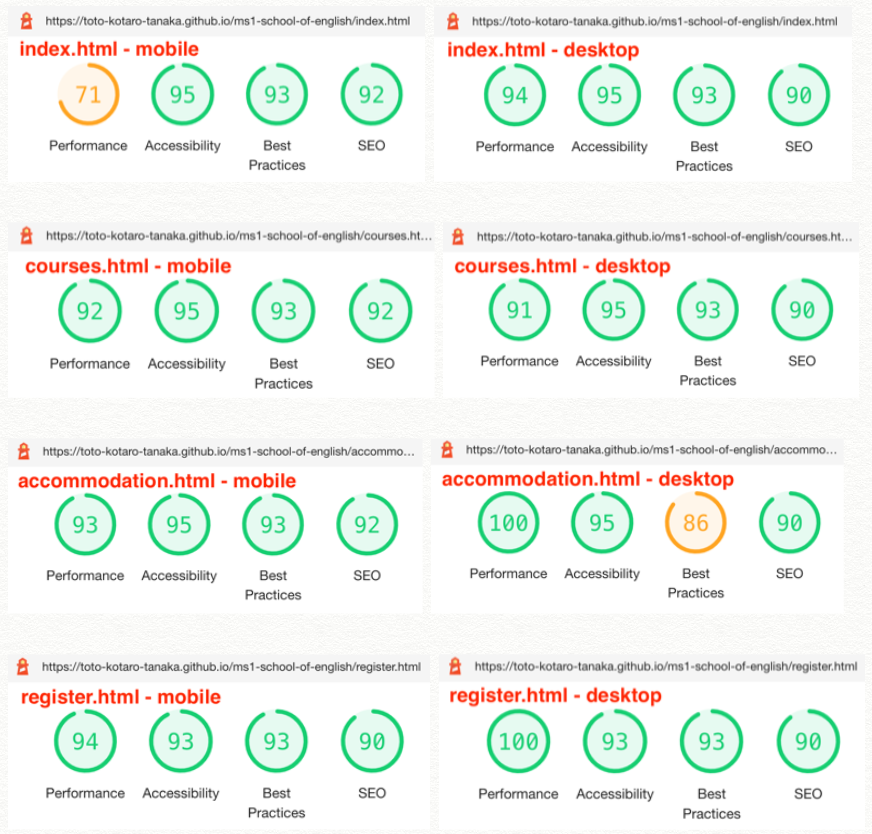 https://toto-kotaro-tanaka.github.io/ms1-school-of-english/index.html
index.html - mobile
71 95 93 92
Performance Accessibility Best Practices SEO
https://toto-kotaro-tanaka.github.io/ms1-school-of-english/index.html
index.html - desktop
94 95 93 90
Performance Accessibility Best Practices SEO
https://toto-kotaro-tanaka.github.io/ms1-school-of-english/courses.ht...
courses.html - mobile
92 95 93 92
Performance Accessibility Best Practices SEO
https://toto-kotaro-tanaka.github.io/ms1-school-of-english/courses.ht...
courses.html - desktop
91 95 93 90
Performance Accessibility Best Practices SEO
https://toto-kotaro-tanaka.github.io/ms1-school-of-english/accommo...
accommodation.html - mobile
93 95 93 92
Performance Accessibility Best Practices SEO
https://toto-kotaro-tanaka.github.io/ms1-school-of-english/accommo...
accommodation.html - desktop
100 95 86 90
Performance Accessibility Best Practices SEO
https://toto-kotaro-tanaka.github.io/ms1-school-of-english/register.html
register.html - mobile
94 93 93 90
Performance Accessibility Best Practices SEO
https://toto-kotaro-tanaka.github.io/ms1-school-of-english/register.html
register.html - desktop
100 93 93 90
Performance Accessibility Best Practices SEO